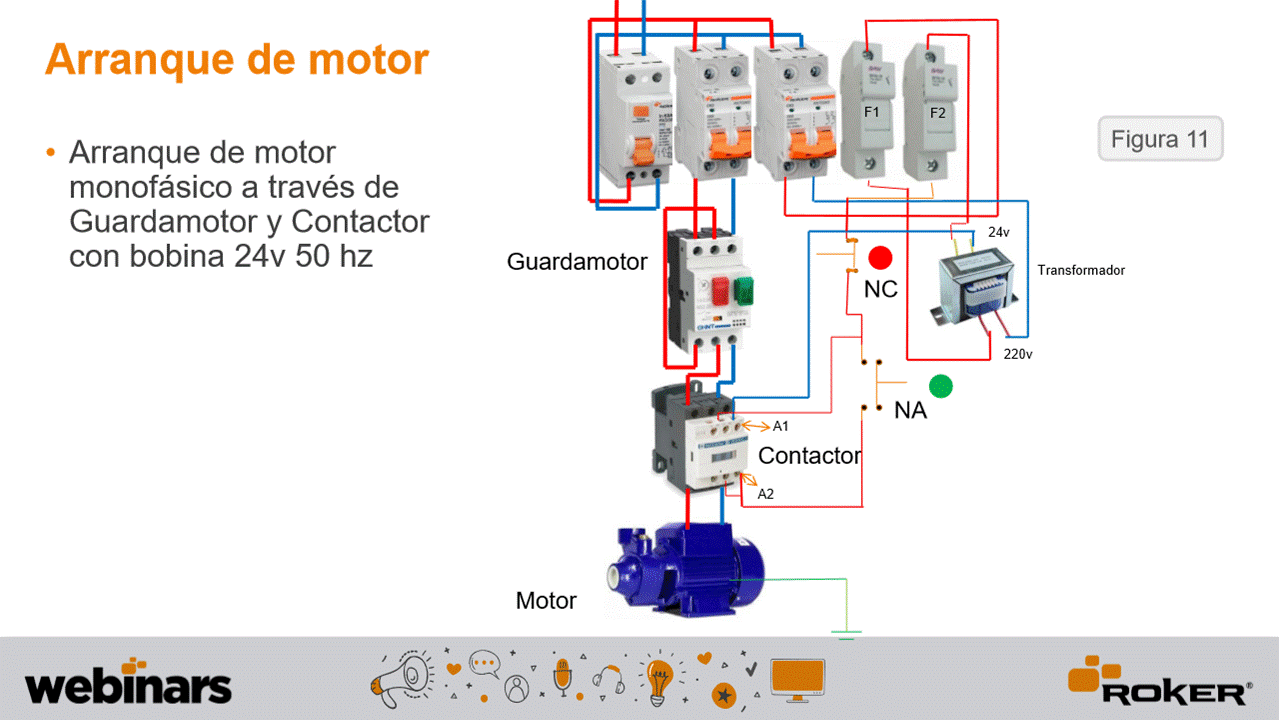 Arranque de motor
• Arranque de motor
monofásico a través de
Guardamotor y Contactor
con bobina 24v 50 hz
Figura 11
F1
F2
24v
Transformador
220v
Guardamotor
NC
NA
A1
Contactor
A2
Motor
webinars
ROKER®